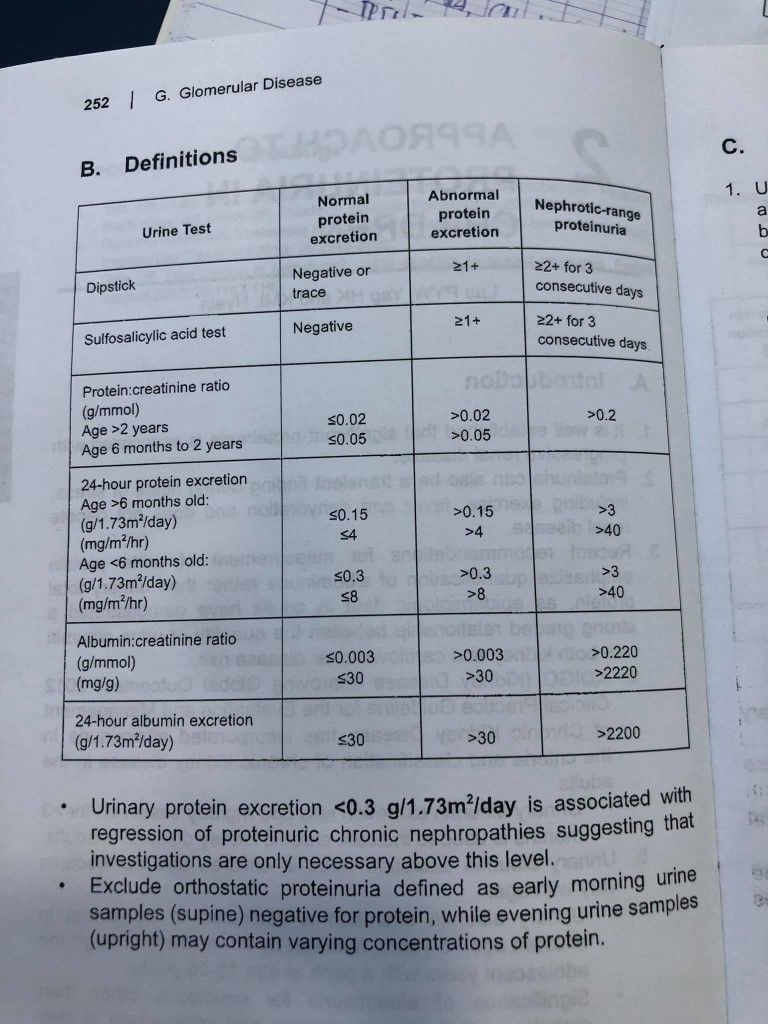 252 | G. Glomerular Disease
B. Definitions
Urine Test
Normal
protein
excretion
Abnormal
protein
excretion
Nephrotic-range
proteinuria
Dipstick
Negative or
trace
≥1+
≥2+ for 3
consecutive days
Sulfosalicylic acid test
Negative
≥1+
≥2+ for 3
consecutive days
Protein:creatinine ratio
(g/mmol)
Age >2 years ≤0.02 >0.02 >0.2
Age 6 months to 2 years ≤0.05 >0.05
24-hour protein excretion
Age >6 months old:
(g/1.73m²/day) ≤0.15 >0.15 >3
(mg/m²/hr) ≤4 >4 >40
Age <6 months old:
(g/1.73m²/day) ≤0.3 >0.3 >3
(mg/m²/hr) ≤8 >8 >40
Albumin:creatinine ratio
(g/mmol) ≤0.003 >0.003 >0.220
(mg/g) ≤30 >30 >2220
24-hour albumin excretion
(g/1.73m²/day) ≤30 >30 >2200
• Urinary protein excretion <0.3 g/1.73m²/day is associated with
regression of proteinuric chronic nephropathies suggesting that
investigations are only necessary above this level.
• Exclude orthostatic proteinuria defined as early morning urine
samples (supine) negative for protein, while evening urine samples
(upright) may contain varying concentrations of protein.
C.
1.